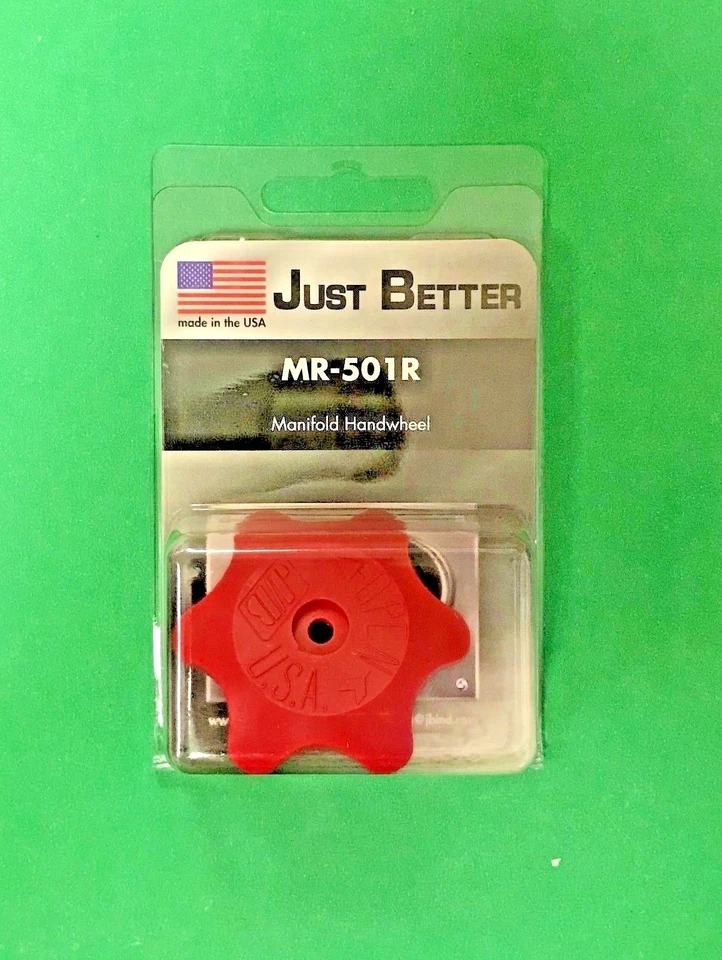 JUST BETTER
made in the USA
MR-501R
Manifold Handwheel
U.S.A.